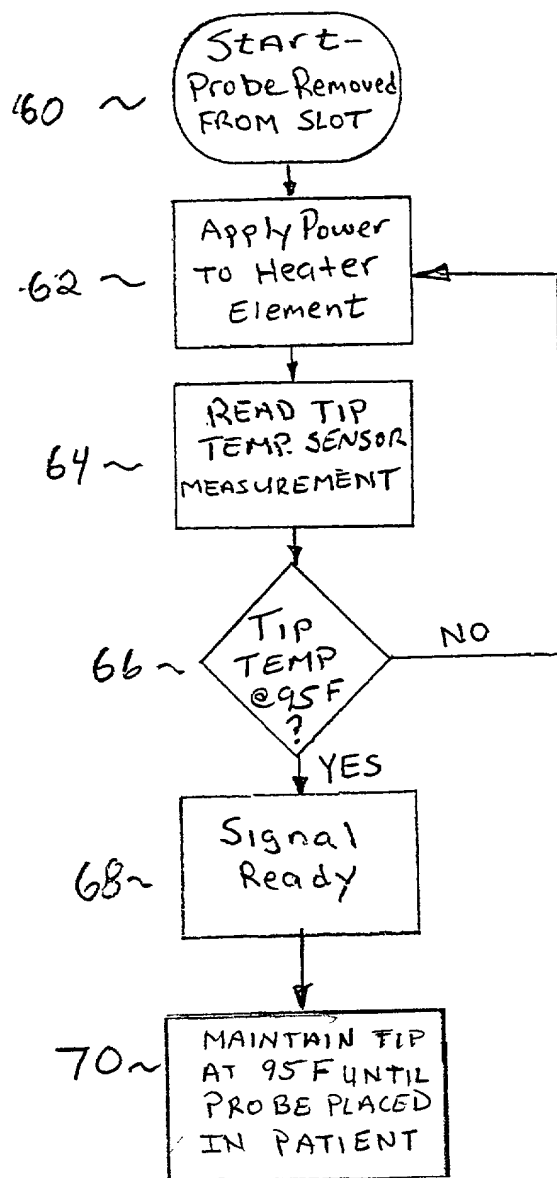 START-
Probe Removed
FROM SLOT
60 ~
Apply Power
To Heater
Element
62 ~
READ TIP
TEMP. SENSOR
MEASUREMENT
64 ~
TIP
TEMP
@95F
?
66 ~
NO
YES
Signal
Ready
68 ~
MAINTAIN TIP
AT 95F UNTIL
PROBE PLACED
IN PATIENT
70 ~